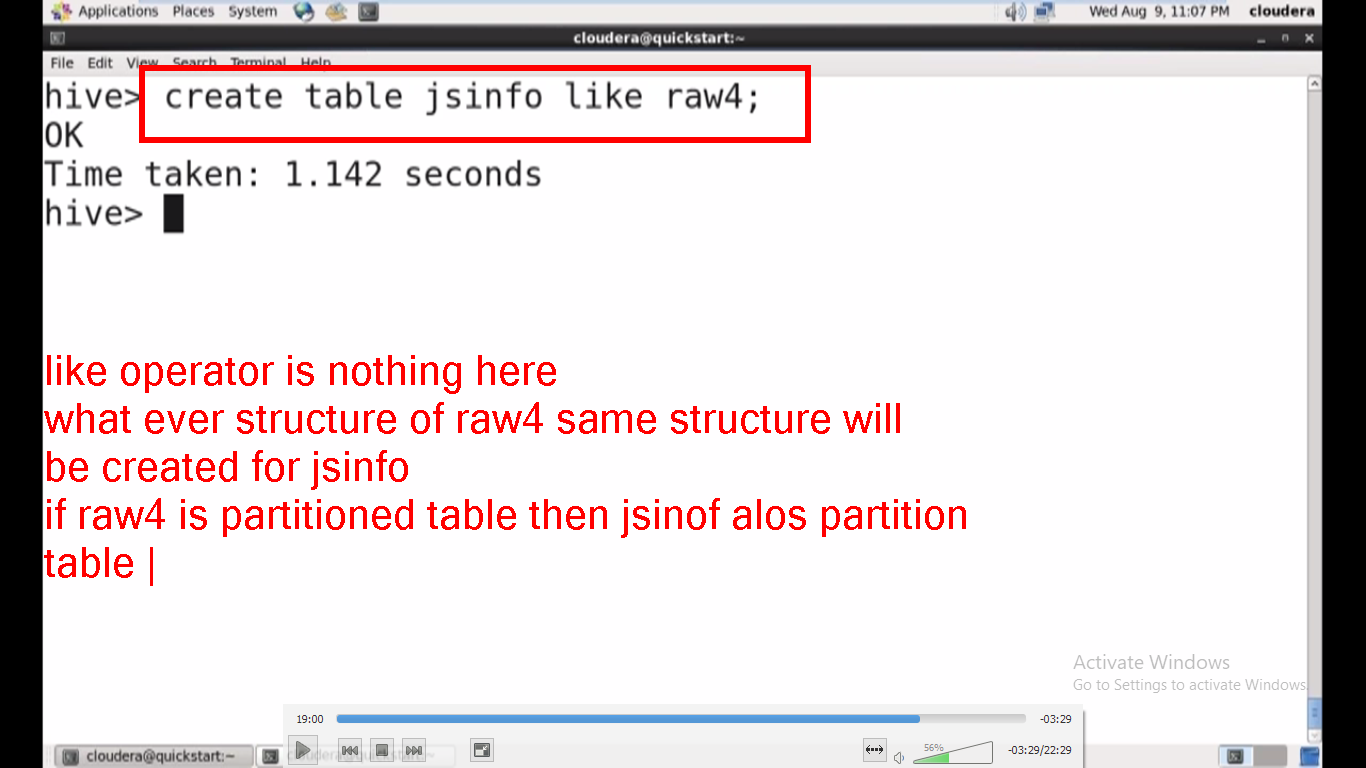 Applications Places System Wed Aug 9, 11:07 PM cloudera
cloudera@quickstart:~
File Edit View Search Terminal Help
hive> create table jsinfo like raw4;
OK
Time taken: 1.142 seconds
hive>
like operator is nothing here
what ever structure of raw4 same structure will
be created for jsinfo
if raw4 is partitioned table then jsinof alos partition
table |
Activate Windows
Go to Settings to activate Windows.
19:00 -03:29
56% -03:29/22:29
cloudera@quickstart:~ cloudera@quickstart:~